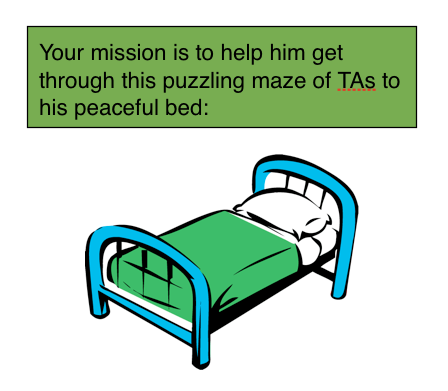 Your mission is to help him get
through this puzzling maze of TAs to
his peaceful bed: